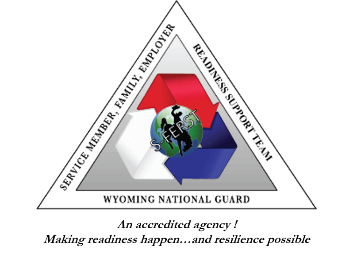 SERVICE MEMBER, FAMILY, EMPLOYER
READINESS SUPPORT TEAM
S·FERST
WYOMING NATIONAL GUARD
An accredited agency !
Making readiness happen…and resilience possible